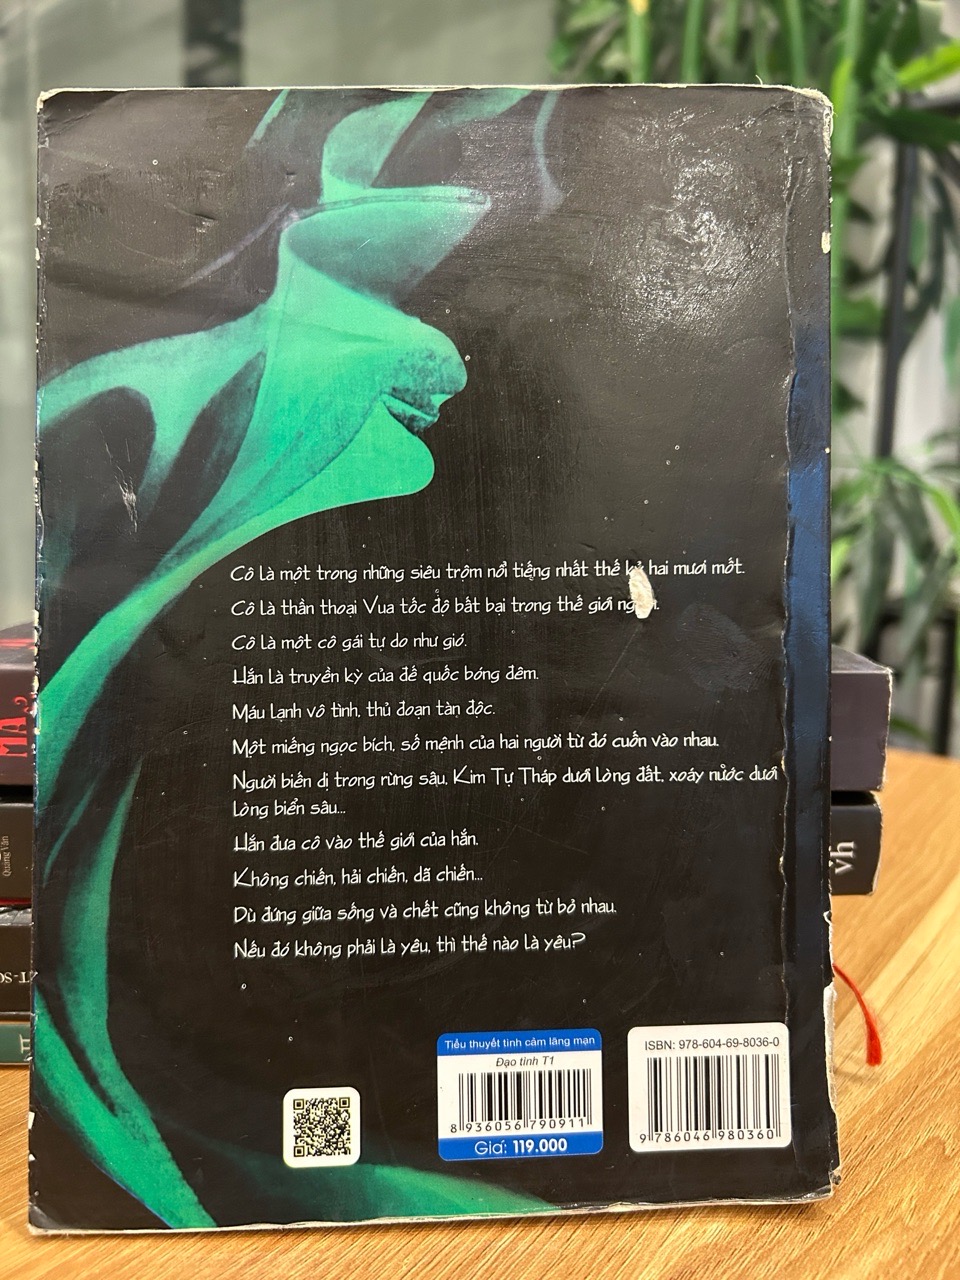 Cô là một trong những siêu trộm nổi tiếng nhất thế kỷ hai mươi mốt.
Cô là thần thoại Vua tốc độ bất bại trong thế giới
Cô là một cô gái tự do như gió.
Hắn là truyền kỳ của đế quốc bóng đêm.
Máu lạnh vô tình, thủ đoạn tàn độc.
Một miếng ngọc bích, số mệnh của hai người từ đó cuốn vào nhau.
Người biến dị trong rừng sâu, Kim Tự Tháp dưới lòng đất, xoáy nước dưới
lòng biển sâu...
Hắn đưa cô vào thế giới của hắn.
Không chiến, hải chiến, dã chiến...
Dù đứng giữa sống và chết cũng không từ bỏ nhau.
Nếu đó không phải là yêu, thì thế nào là yêu?
Tiểu thuyết tình cảm lãng mạn
Đạo tình T1
8 936056 790911
Giá: 119.000
ISBN: 978-604-69-8036-0
9 786046 980360
MA
Quang Văn
vh